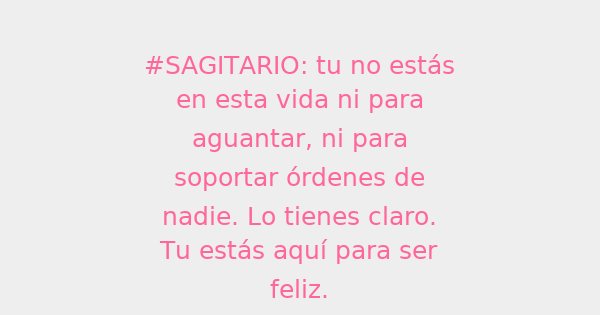 #SAGITARIO: tu no estás
en esta vida ni para
aguantar, ni para
soportar órdenes de
nadie. Lo tienes claro.
Tu estás aquí para ser
feliz.